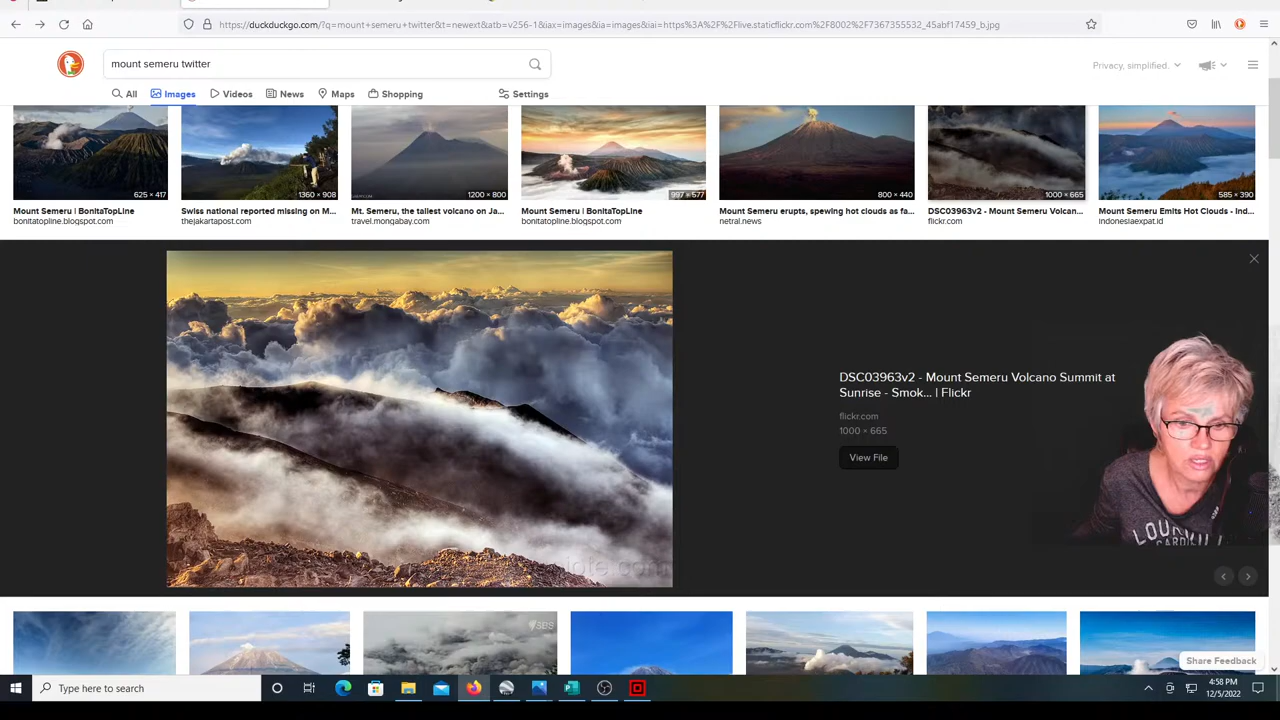 https://duckduckgo.com/?q=mount+semeru+twitter&t=newext&atb=v256-1&iax=images&ia=images&iai=https%3A%2F%2Flive.staticflickr.com%2F8002%2F7367355532_45abf17459_b.jpg
mount semeru twitter
Privacy, simplified.
All Images Videos News Maps Shopping Settings
625 × 417
1360 × 908
1200 × 800
997 × 577
800 × 440
1000 × 665
585 × 390
Mount Semeru | BonitaTopLine
bonitatopline.blogspot.com
Swiss national reported missing on M...
thejakartapost.com
Mt. Semeru, the tallest volcano on Ja...
travel.mongabay.com
Mount Semeru | BonitaTopLine
bonitatopline.blogspot.com
Mount Semeru erupts, spewing hot clouds as fa...
netral.news
DSC03963v2 - Mount Semeru Volcan...
flickr.com
Mount Semeru Emits Hot Clouds - Ind...
indonesiaexpat.id
DSC03963v2 - Mount Semeru Volcano Summit at
Sunrise - Smok... | Flickr
flickr.com
1000 × 665
View File
SBS
Share Feedback
Type here to search
4:58 PM
12/5/2022